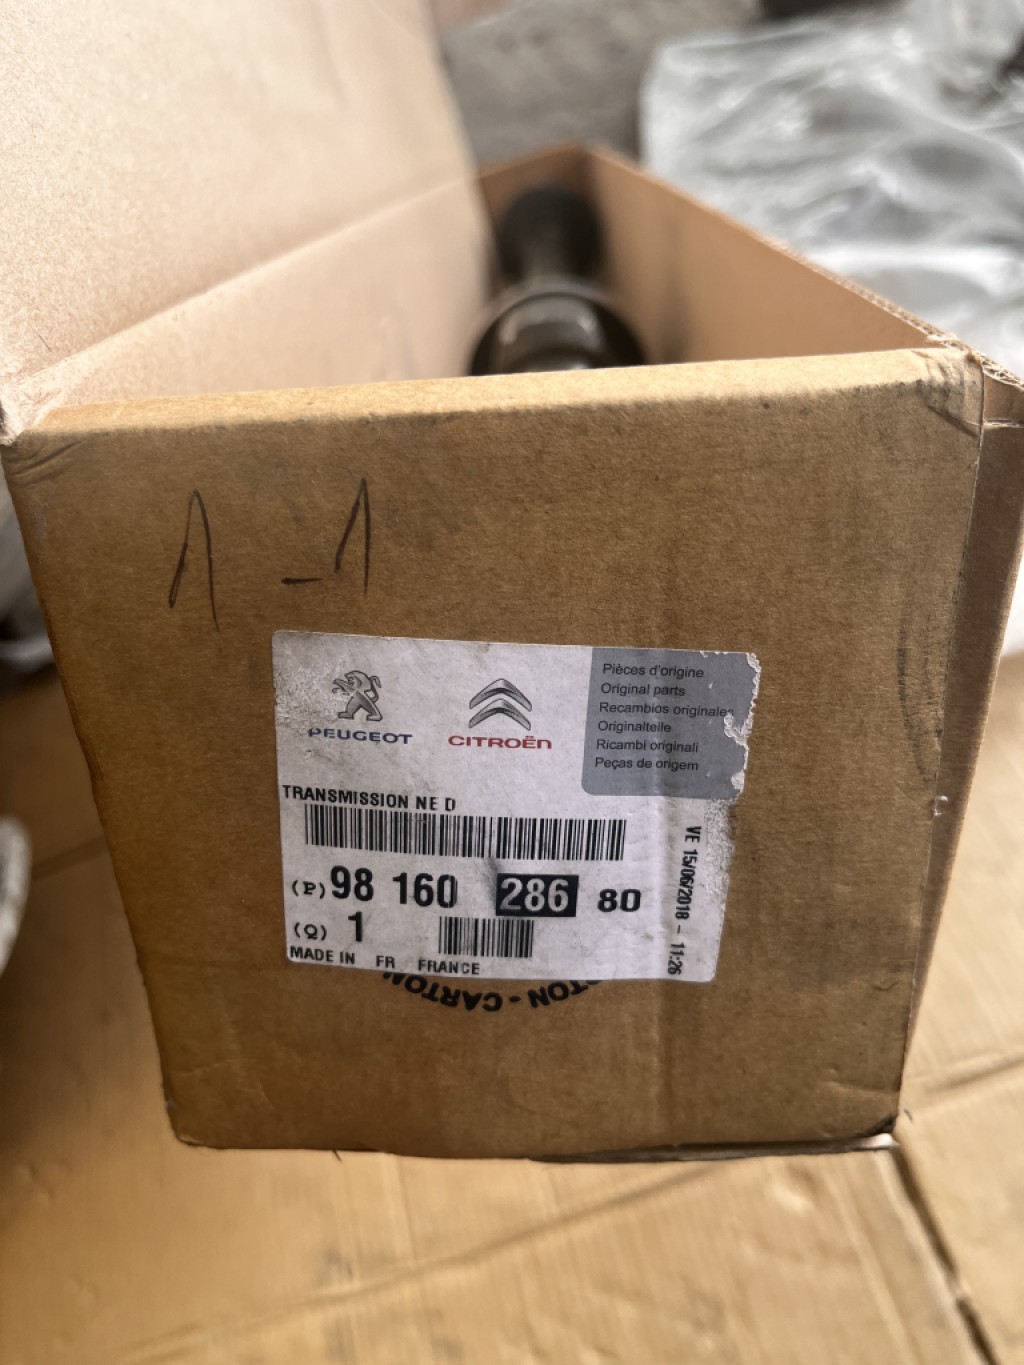 1 - 1
PEUGEOT
CITROËN
Pièces d'origine
Original parts
Recambios originales
Originalteile
Ricambi originali
Peças de origem
TRANSMISSION NE D
(P) 98 160 286 80
(Q) 1
MADE IN FR FRANCE
VE 15/06/2018 - 11:26
CARTON - CARTON